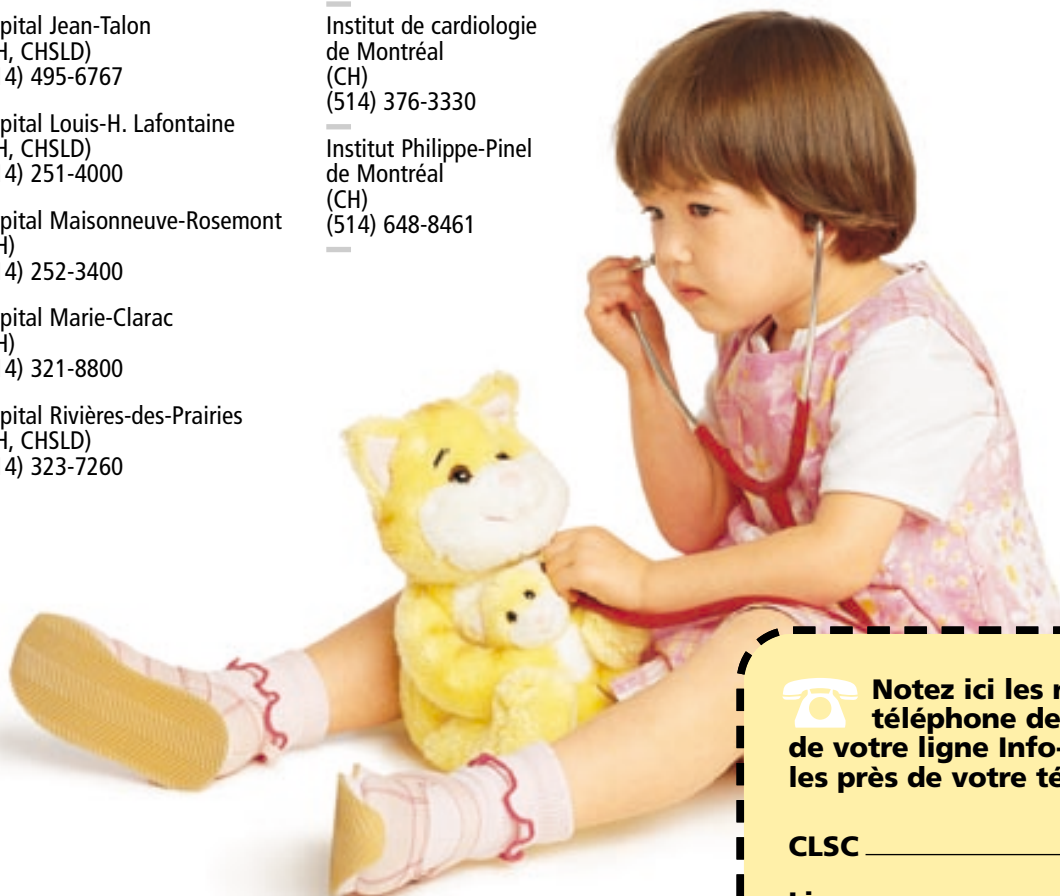 pital Jean-Talon
H, CHSLD)
4) 495-6767
pital Louis-H. Lafontaine
H, CHSLD)
4) 251-4000
pital Maisonneuve-Rosemont
H)
4) 252-3400
pital Marie-Clarac
H)
4) 321-8800
pital Rivières-des-Prairies
H, CHSLD)
4) 323-7260
Institut de cardiologie
de Montréal
(CH)
(514) 376-3330
Institut Philippe-Pinel
de Montréal
(CH)
(514) 648-8461
Notez ici les
téléphone de
de votre ligne Info-
les près de votre té
CLSC